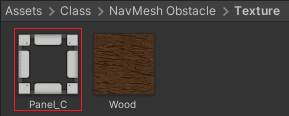 Assets > Class > NavMesh Obstacle > Texture
Panel_C
Wood